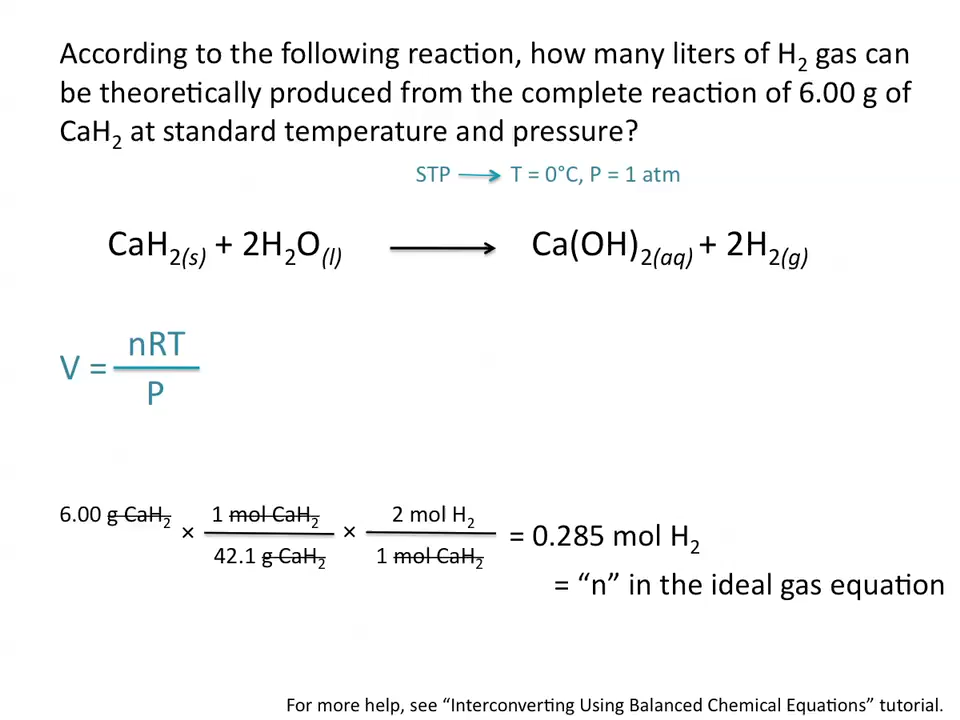 According to the following reaction, how many liters of H₂ gas can
be theoretically produced from the complete reaction of 6.00 g of
CaH₂ at standard temperature and pressure?
STP ⟶ T = 0°C, P = 1 atm
CaH₂(s) + 2H₂O(l) ⟶ Ca(OH)₂(aq) + 2H₂(g)
nRT
V =
P
6.00 g CaH₂ × 1 mol CaH₂ × 2 mol H₂
42.1 g CaH₂ 1 mol CaH₂
= 0.285 mol H₂
= “n” in the ideal gas equation
For more help, see “Interconverting Using Balanced Chemical Equations” tutorial.